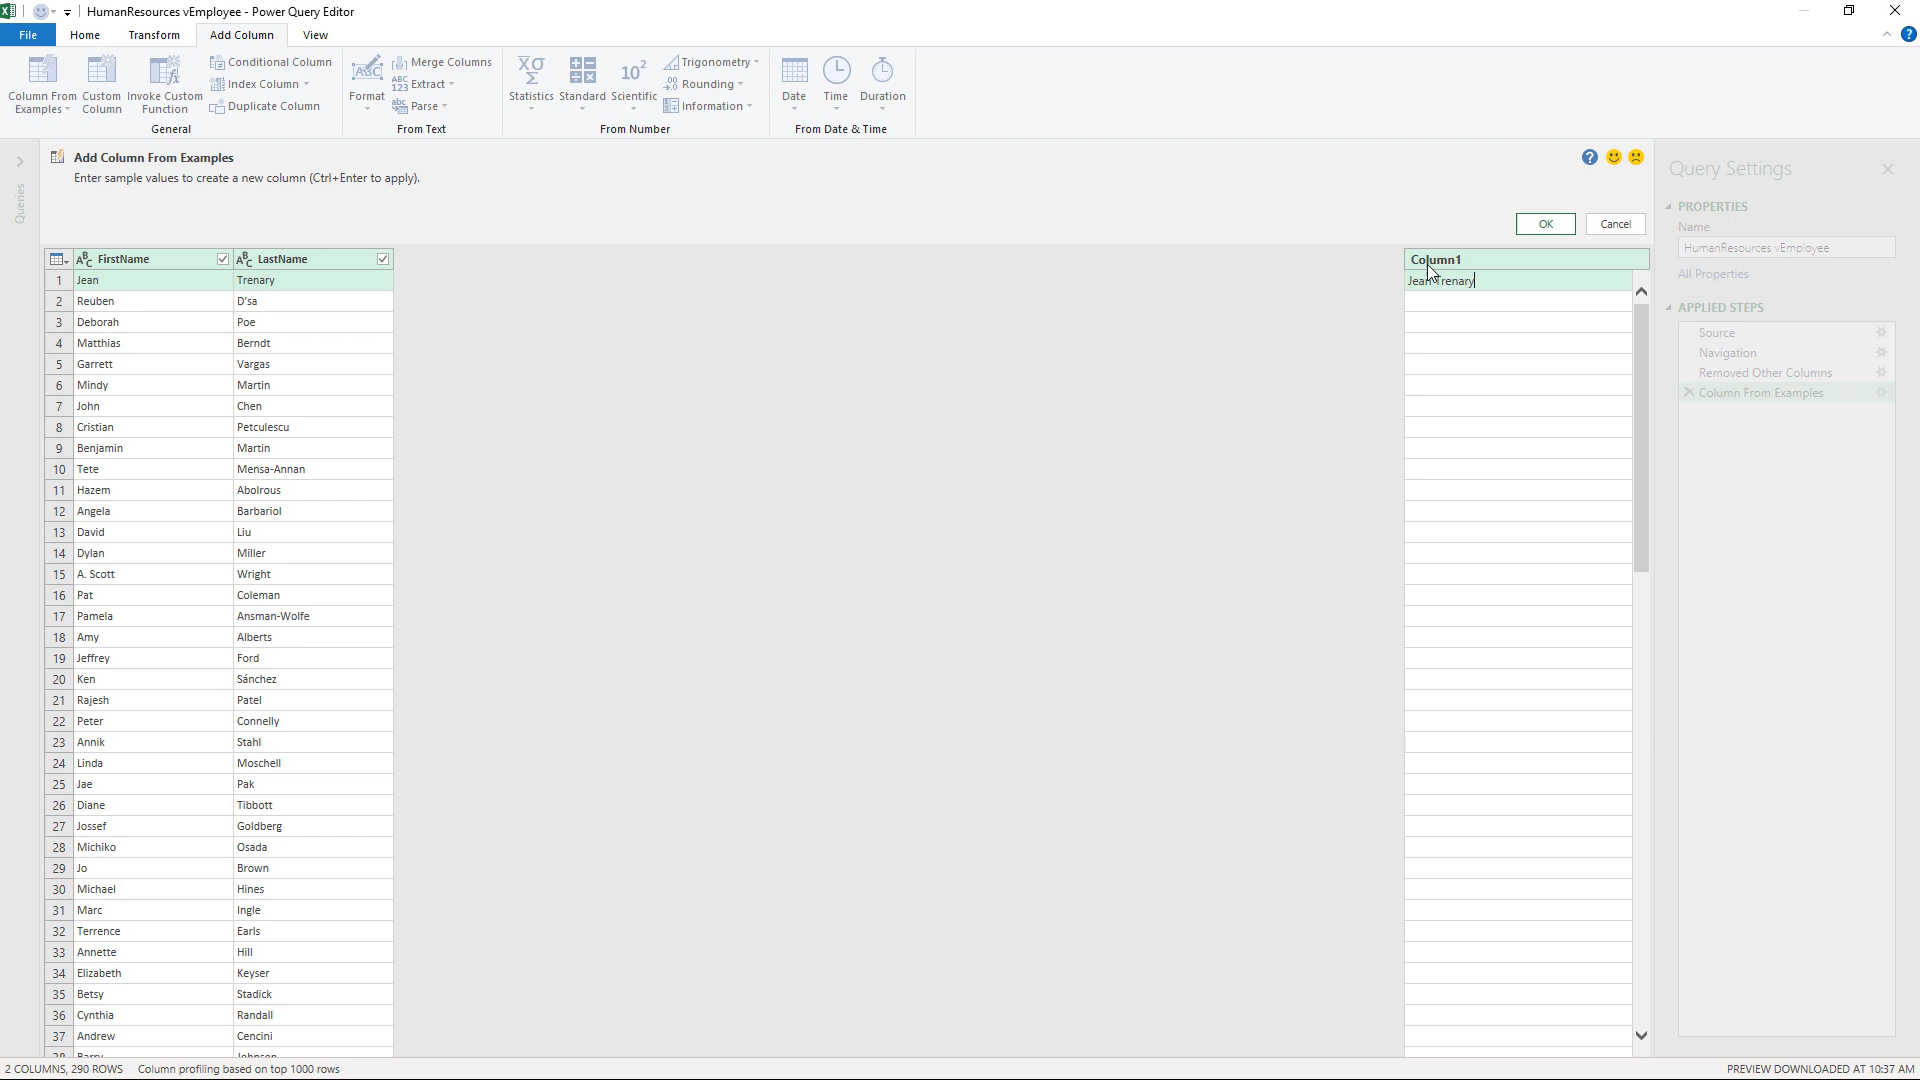 HumanResources vEmployee - Power Query Editor
File Home Transform Add Column View
Column From Examples
Custom Column
Invoke Custom Function
Conditional Column
Index Column
Duplicate Column
General
Format
Merge Columns
Extract
Parse
From Text
Statistics
Standard
Scientific
Trigonometry
Rounding
Information
From Number
Date
Time
Duration
From Date & Time
Add Column From Examples
Enter sample values to create a new column (Ctrl+Enter to apply).
OK Cancel
Queries
FirstName LastName Column1
1 Jean Trenary Jean Trenary
2 Reuben D'sa
3 Deborah Poe
4 Matthias Berndt
5 Garrett Vargas
6 Mindy Martin
7 John Chen
8 Cristian Petculescu
9 Benjamin Martin
10 Tete Mensa-Annan
11 Hazem Abolrous
12 Angela Barbariol
13 David Liu
14 Dylan Miller
15 A. Scott Wright
16 Pat Coleman
17 Pamela Ansman-Wolfe
18 Amy Alberts
19 Jeffrey Ford
20 Ken Sánchez
21 Rajesh Patel
22 Peter Connelly
23 Annik Stahl
24 Linda Moschell
25 Jae Pak
26 Diane Tibbott
27 Jossef Goldberg
28 Michiko Osada
29 Jo Brown
30 Michael Hines
31 Marc Ingle
32 Terrence Earls
33 Annette Hill
34 Elizabeth Keyser
35 Betsy Stadick
36 Cynthia Randall
37 Andrew Cencini
38 Barry Johnson
Query Settings
PROPERTIES
Name
HumanResources vEmployee
All Properties
APPLIED STEPS
Source
Navigation
Removed Other Columns
Column From Examples
2 COLUMNS, 290 ROWS Column profiling based on top 1000 rows PREVIEW DOWNLOADED AT 10:37 AM